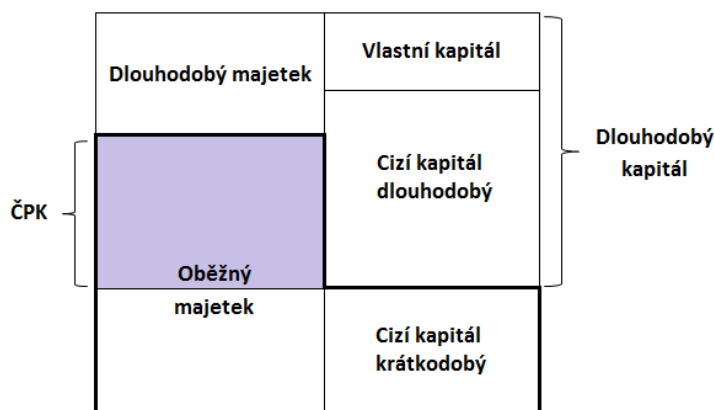 Dlouhodobý majetek
Vlastní kapitál
Cizí kapitál
dlouhodobý
Dlouhodobý
kapitál
ČPK
Oběžný
majetek
Cizí kapitál
krátkodobý